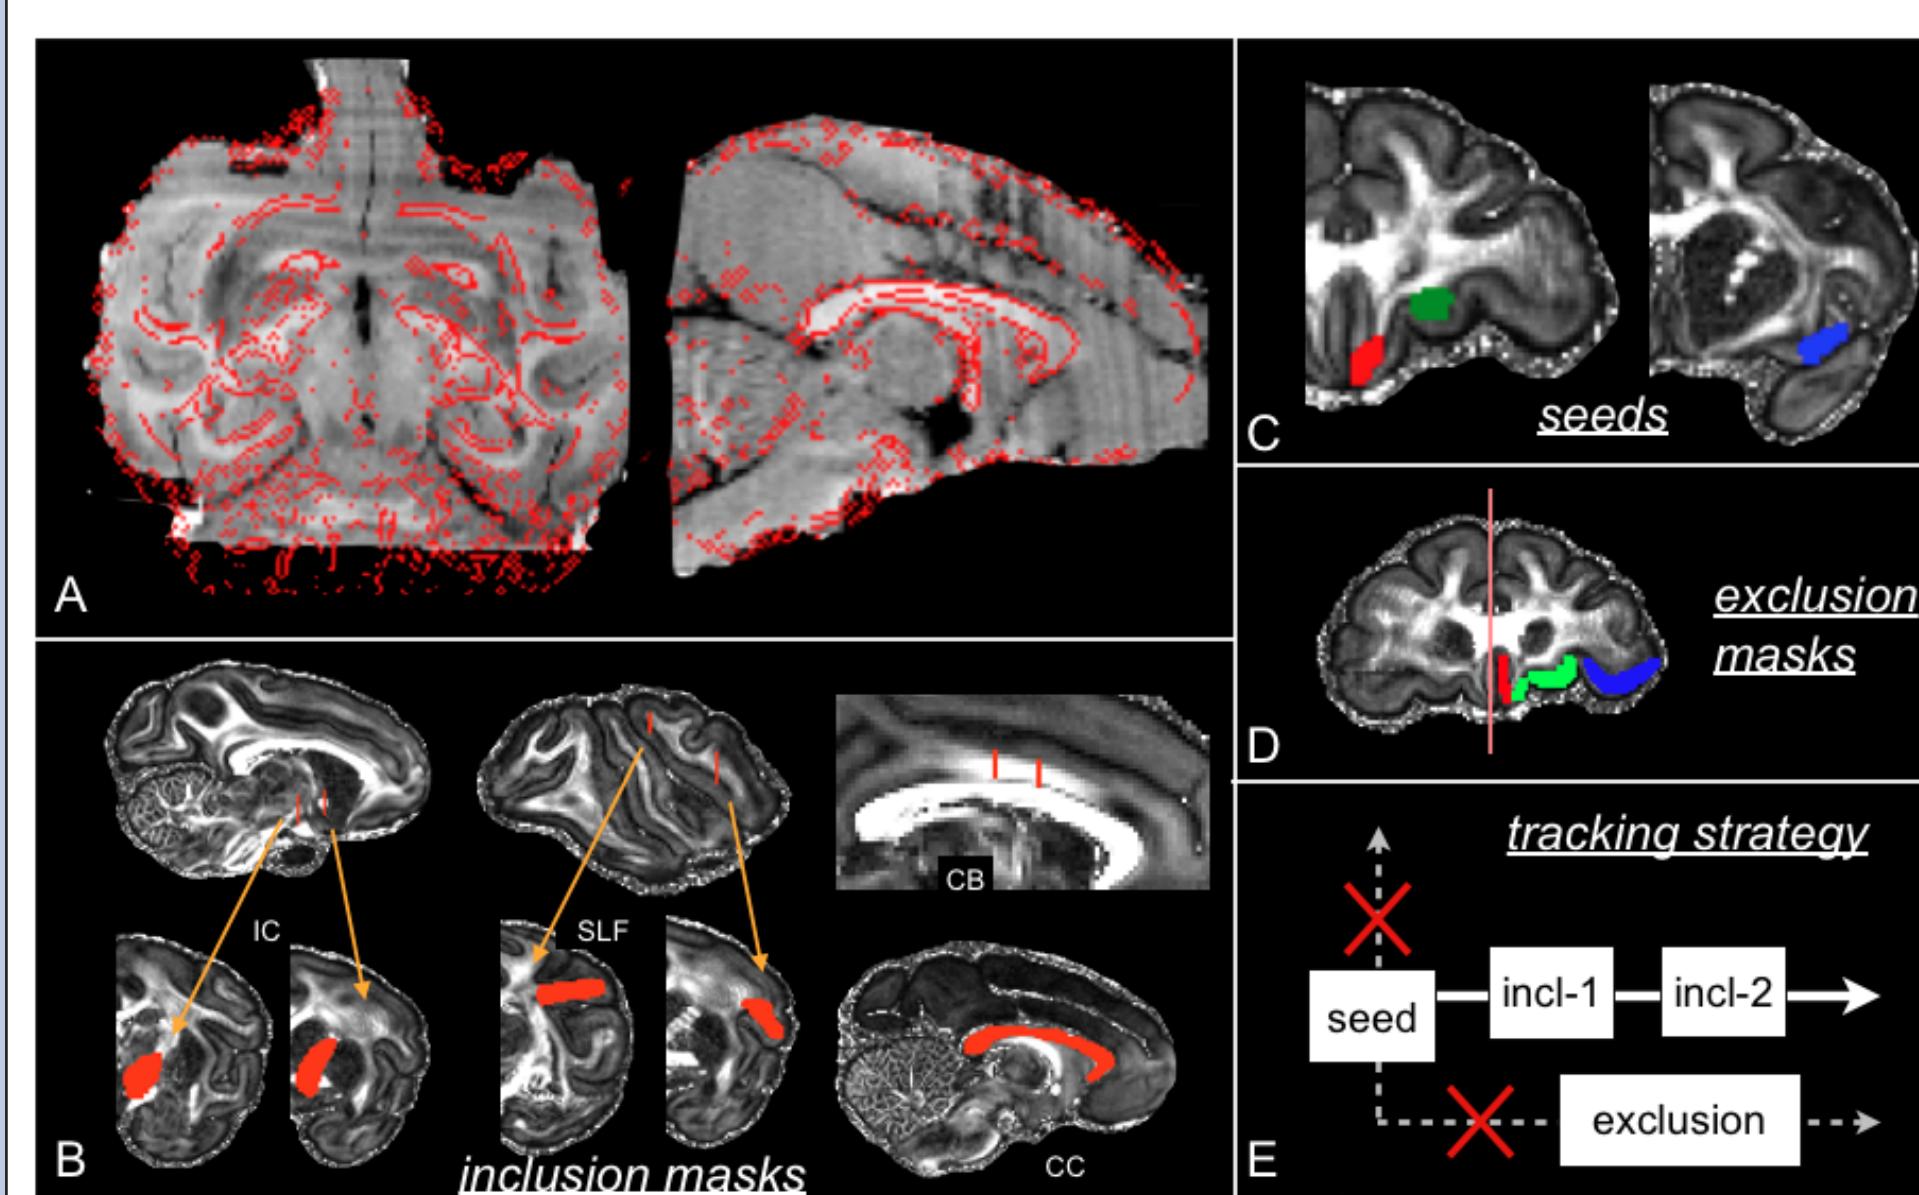 A
IC
SLF
CB
CC
inclusion masks
B
seeds
C
exclusion
masks
D
tracking strategy
seed
incl-1
incl-2
exclusion
E